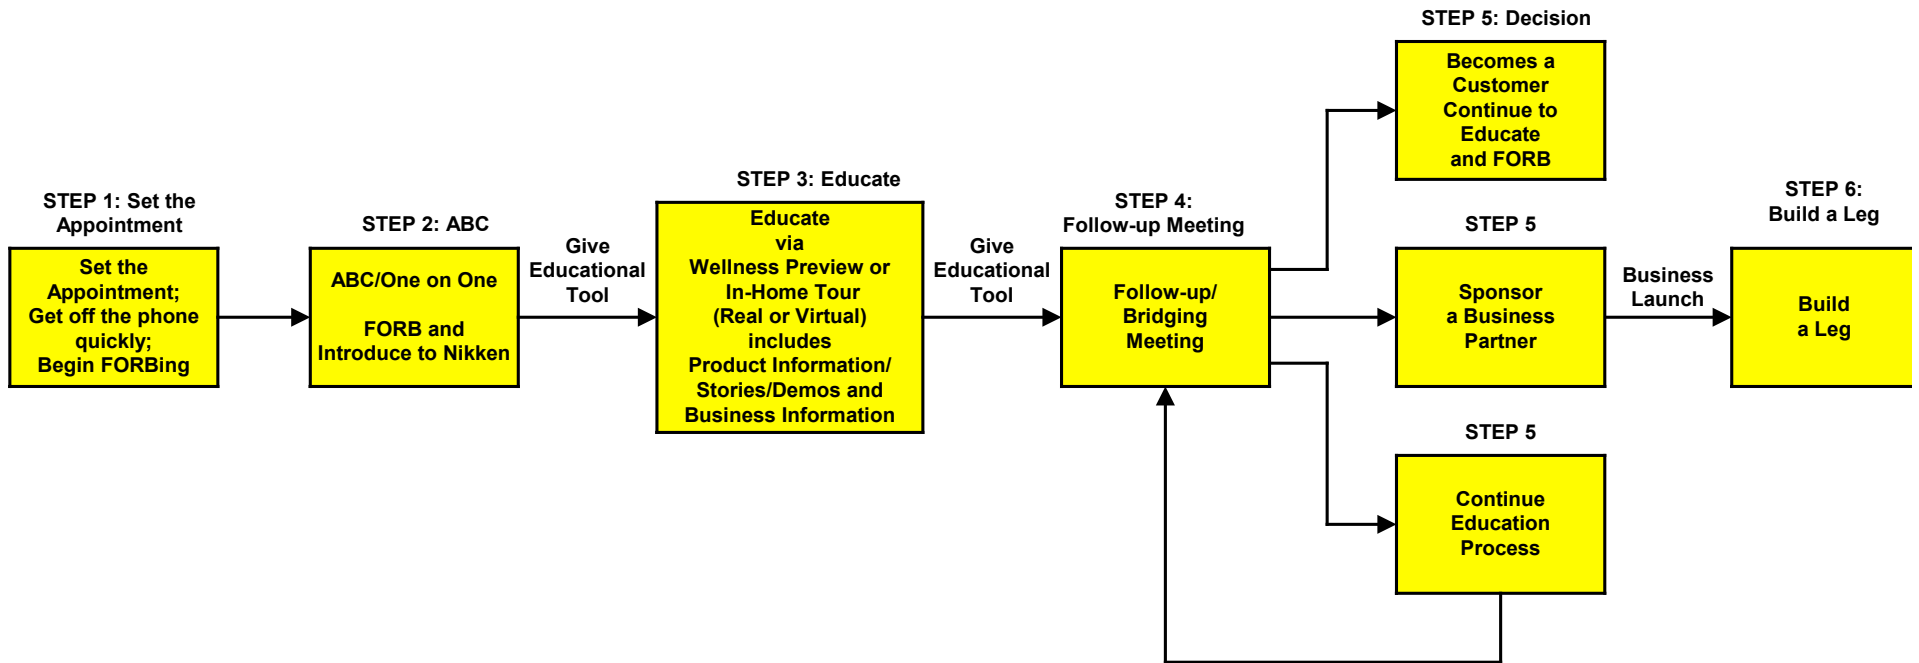 STEP 1: Set the
Appointment
Set the
Appointment;
Get off the phone
quickly;
Begin FORBing
STEP 2: ABC
ABC/One on One
FORB and
Introduce to Nikken
Give
Educational
Tool
STEP 3: Educate
Educate
via
Wellness Preview or
In-Home Tour
(Real or Virtual)
includes
Product Information/
Stories/Demos and
Business Information
Give
Educational
Tool
STEP 4:
Follow-up Meeting
Follow-up/
Bridging
Meeting
STEP 5: Decision
Becomes a
Customer
Continue to
Educate
and FORB
STEP 5
Sponsor
a Business
Partner
Business
Launch
STEP 6:
Build a Leg
Build
a Leg
STEP 5
Continue
Education
Process